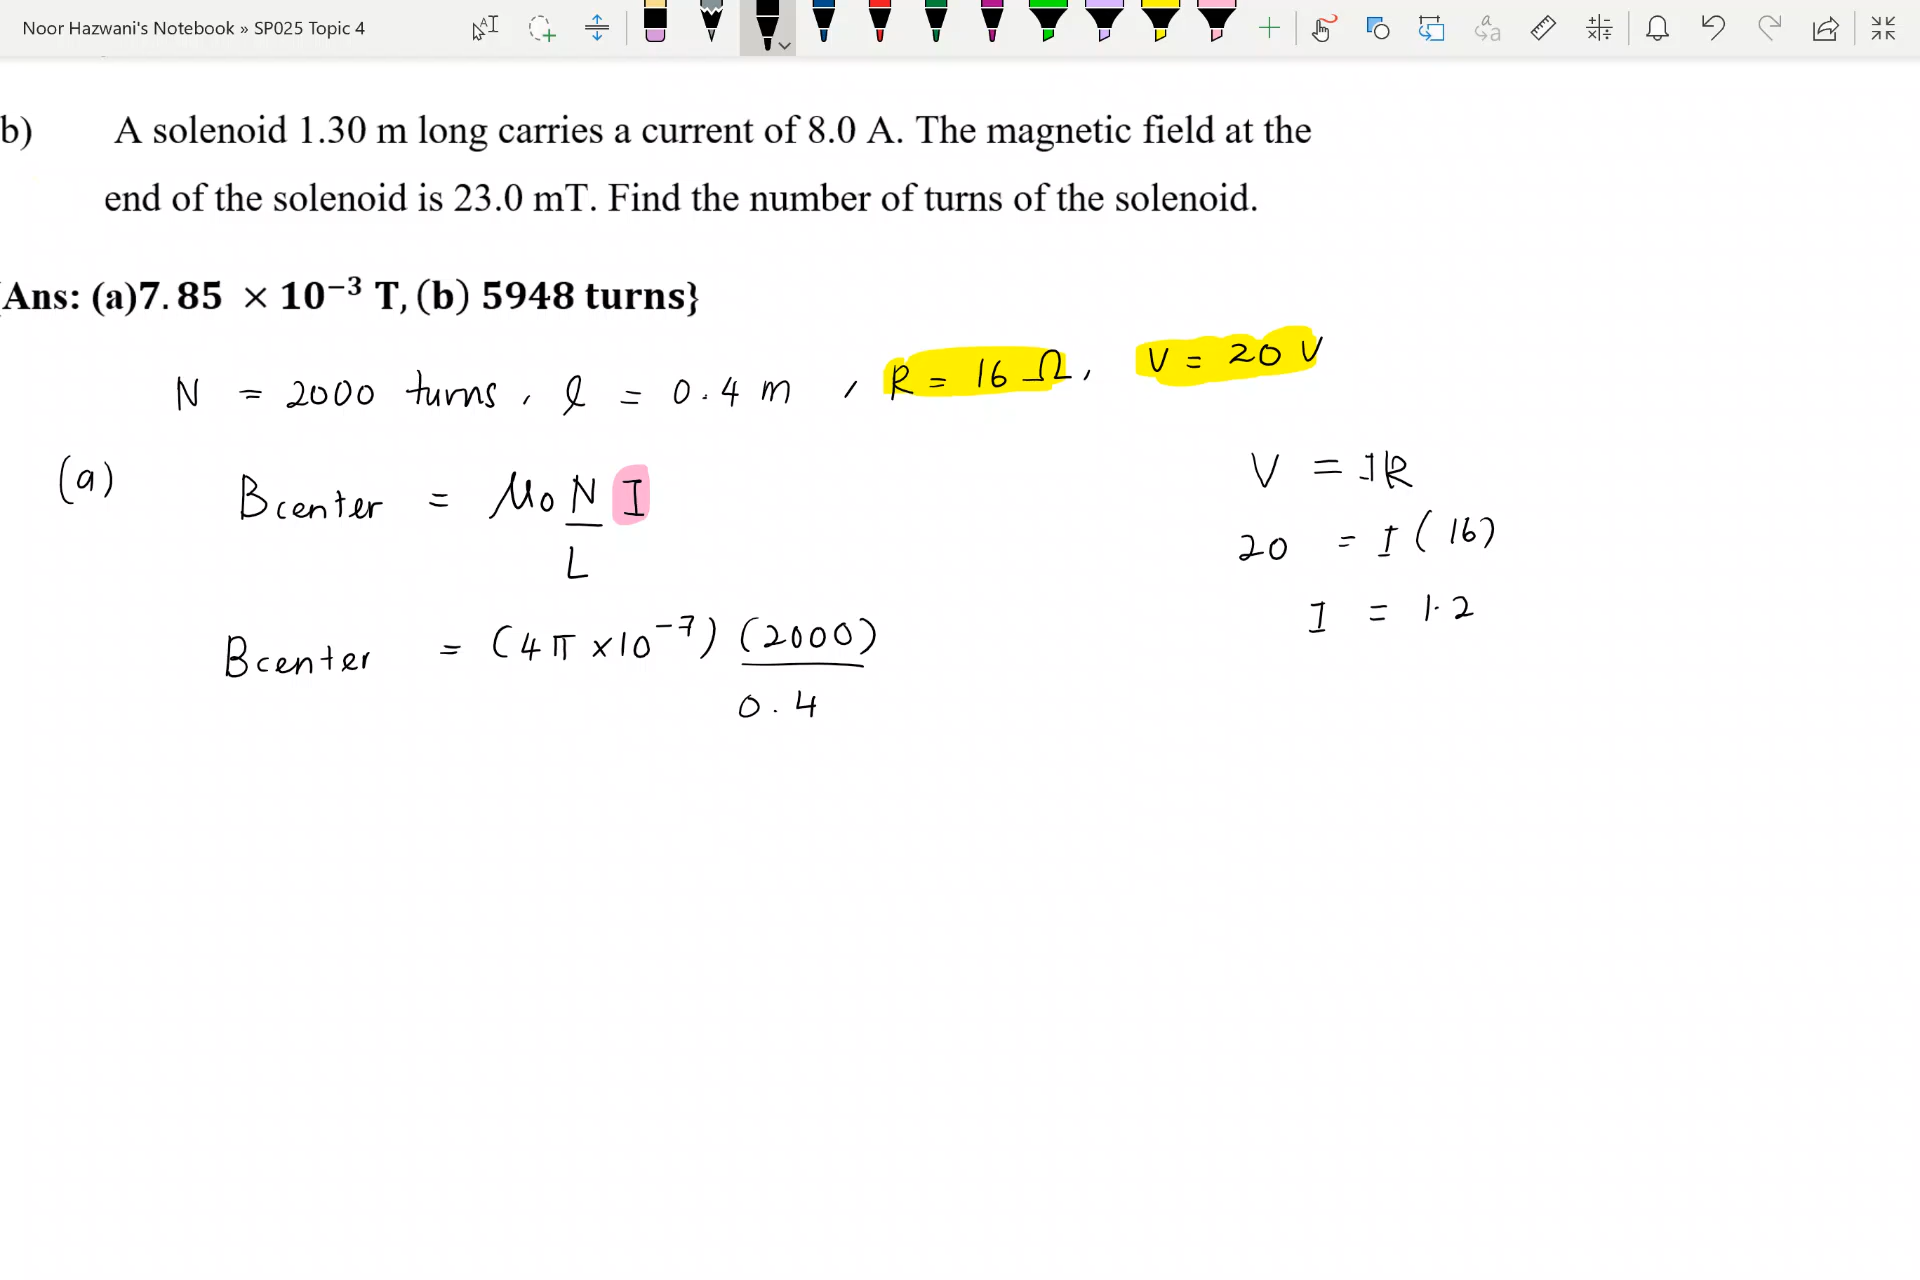 Noor Hazwani's Notebook » SP025 Topic 4
b) A solenoid 1.30 m long carries a current of 8.0 A. The magnetic field at the
end of the solenoid is 23.0 mT. Find the number of turns of the solenoid.
Ans: (a)7.85 × 10⁻³ T, (b) 5948 turns}
N = 2000 turns, l = 0.4 m, R = 16 Ω, V = 20 V
(a) Bcenter = μ₀ N I
L
V = IR
20 = I (16)
I = 1.2
Bcenter = (4π ×10⁻⁷) (2000)
0.4